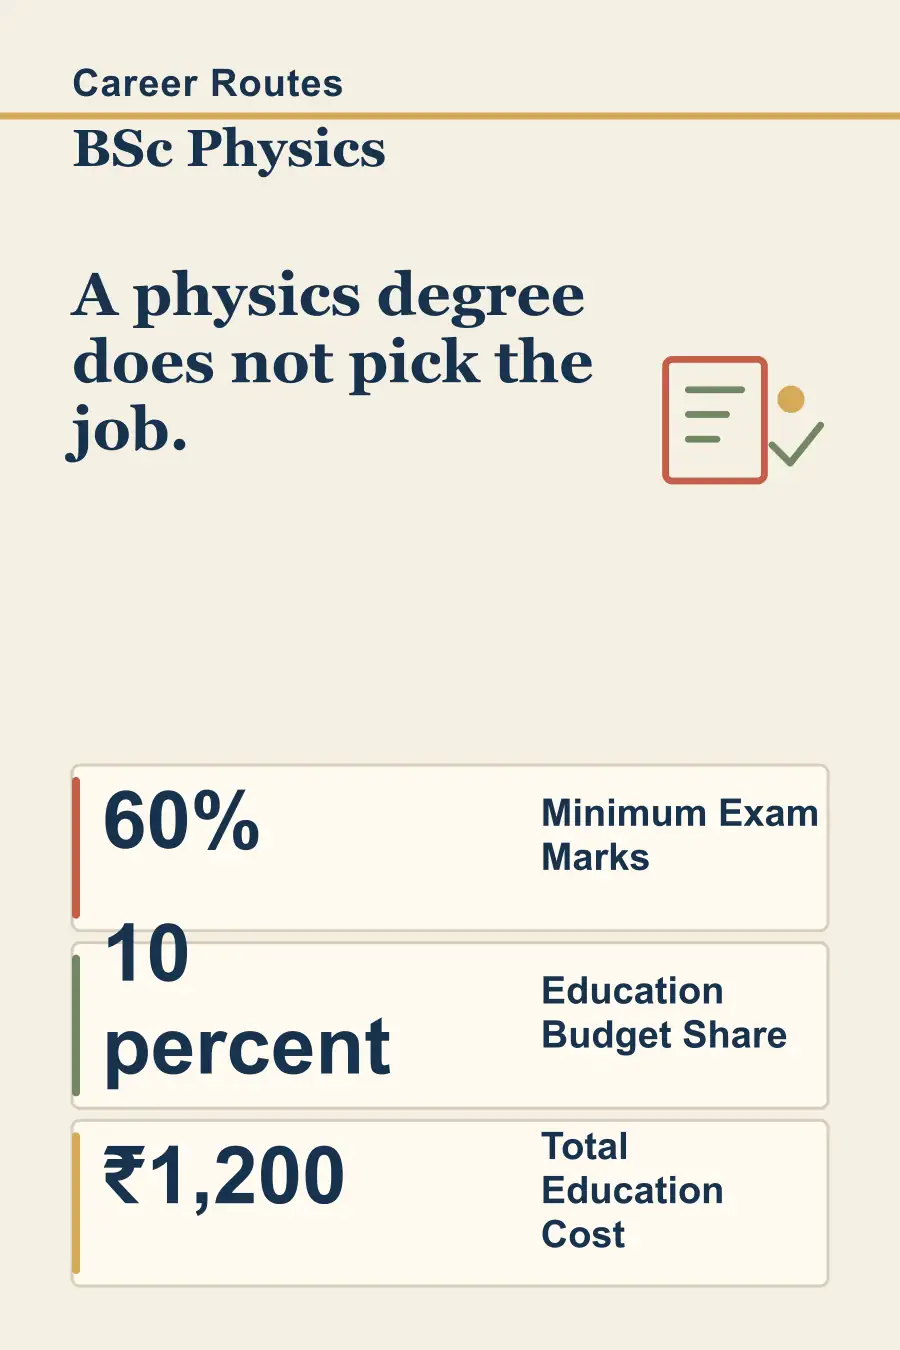 Career Routes
BSc Physics
A physics degree
does not pick the
job.
60%
Minimum Exam
Marks
10
percent
Education
Budget Share
₹1,200
Total
Education
Cost